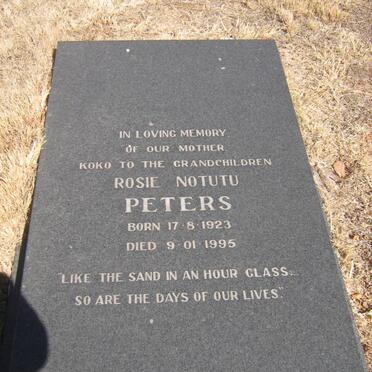 IN LOVING MEMORY
OF OUR MOTHER
KOKO TO THE GRANDCHILDREN
ROSIE NOTUTU
PETERS
BORN 17·8·1923
DIED 9·01·1995
"LIKE THE SAND IN AN HOUR GLASS..
SO ARE THE DAYS OF OUR LIVES."